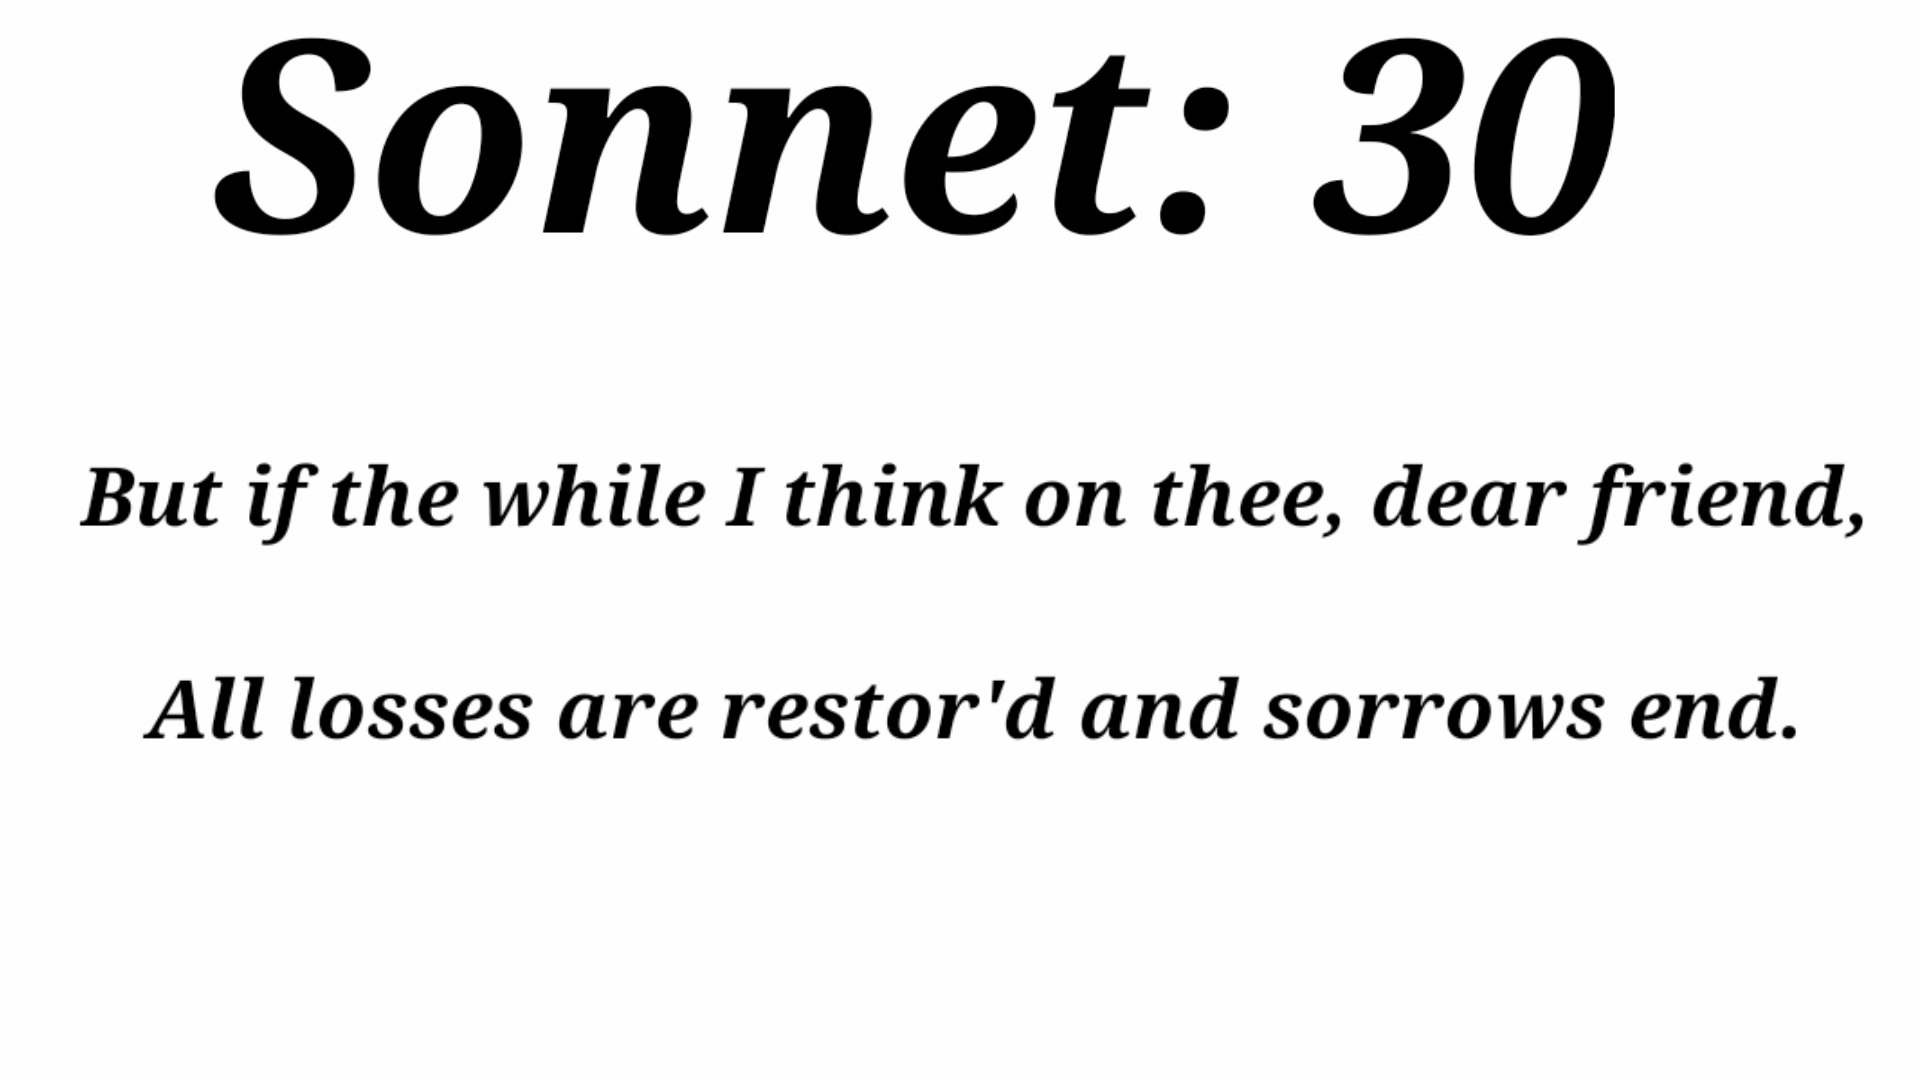 Sonnet: 30
But if the while I think on thee, dear friend,
All losses are restor'd and sorrows end.